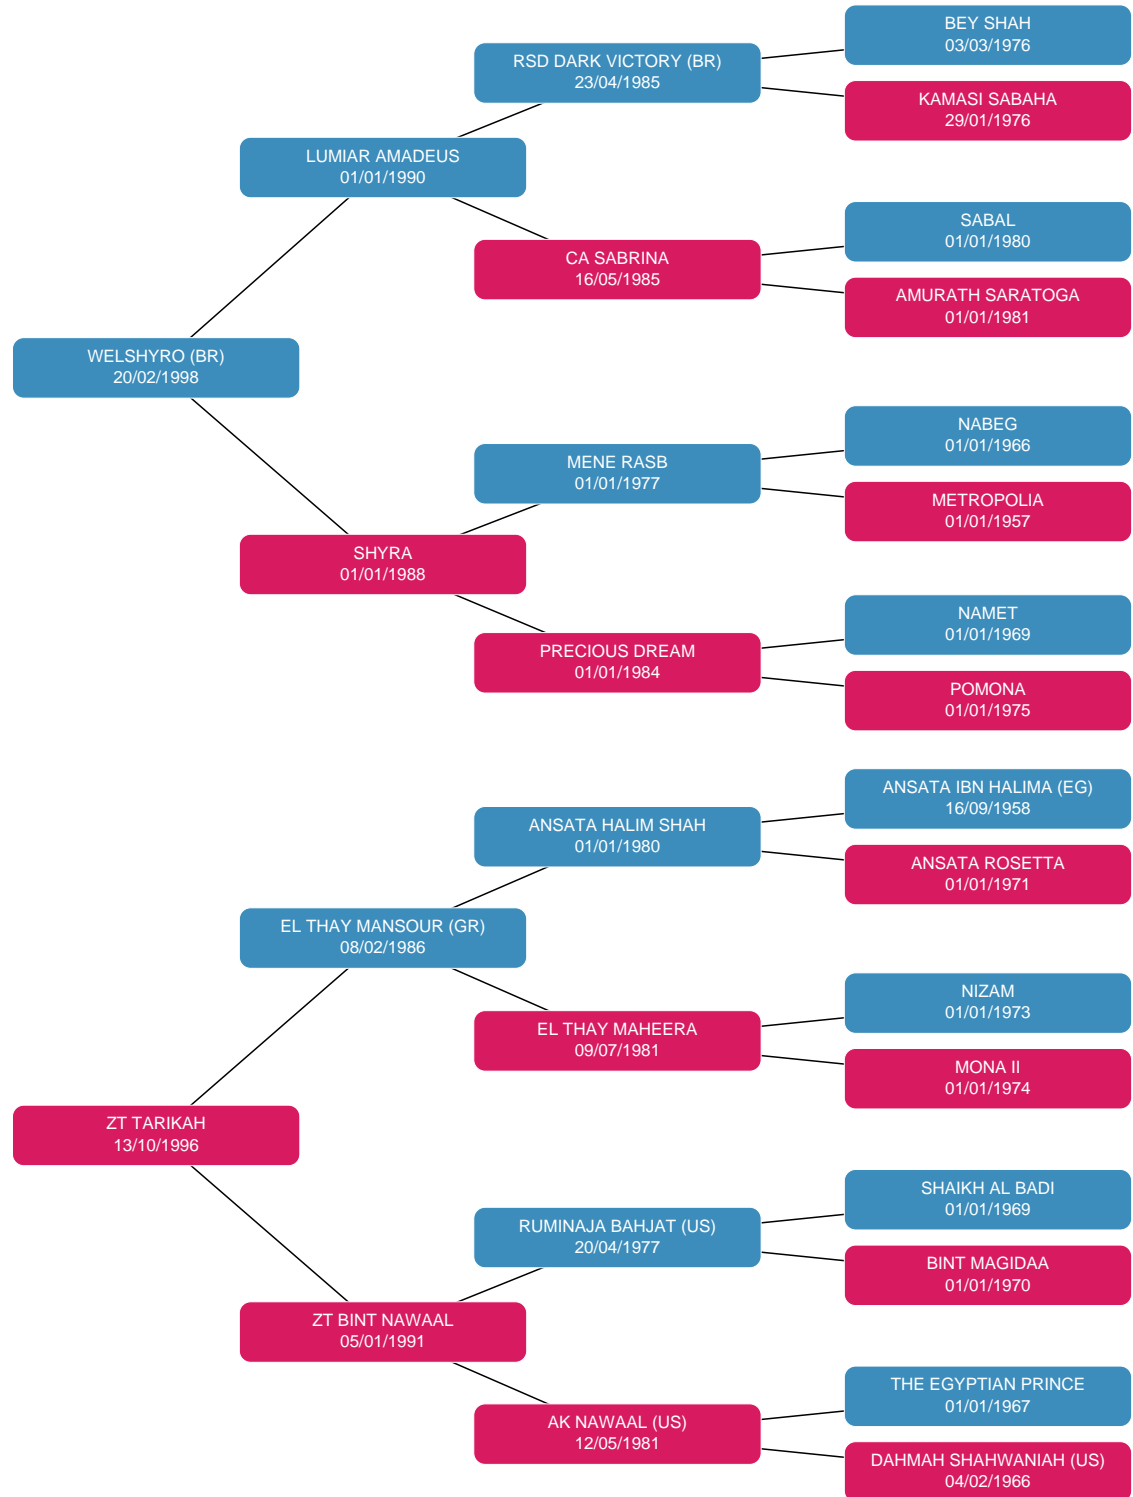 BEY SHAH
03/03/1976
RSD DARK VICTORY (BR)
23/04/1985
KAMASI SABAHA
29/01/1976
LUMIAR AMADEUS
01/01/1990
SABAL
01/01/1980
CA SABRINA
16/05/1985
AMURATH SARATOGA
01/01/1981
WELSHYRO (BR)
20/02/1998
NABEG
01/01/1966
MENE RASB
01/01/1977
METROPOLIA
01/01/1957
SHYRA
01/01/1988
NAMET
01/01/1969
PRECIOUS DREAM
01/01/1984
POMONA
01/01/1975
ANSATA IBN HALIMA (EG)
16/09/1958
ANSATA HALIM SHAH
01/01/1980
ANSATA ROSETTA
01/01/1971
EL THAY MANSOUR (GR)
08/02/1986
NIZAM
01/01/1973
EL THAY MAHEERA
09/07/1981
MONA II
01/01/1974
ZT TARIKAH
13/10/1996
SHAIKH AL BADI
01/01/1969
RUMINAJA BAHJAT (US)
20/04/1977
BINT MAGIDAA
01/01/1970
ZT BINT NAWAAL
05/01/1991
THE EGYPTIAN PRINCE
01/01/1967
AK NAWAAL (US)
12/05/1981
DAHMAH SHAHWANIAH (US)
04/02/1966